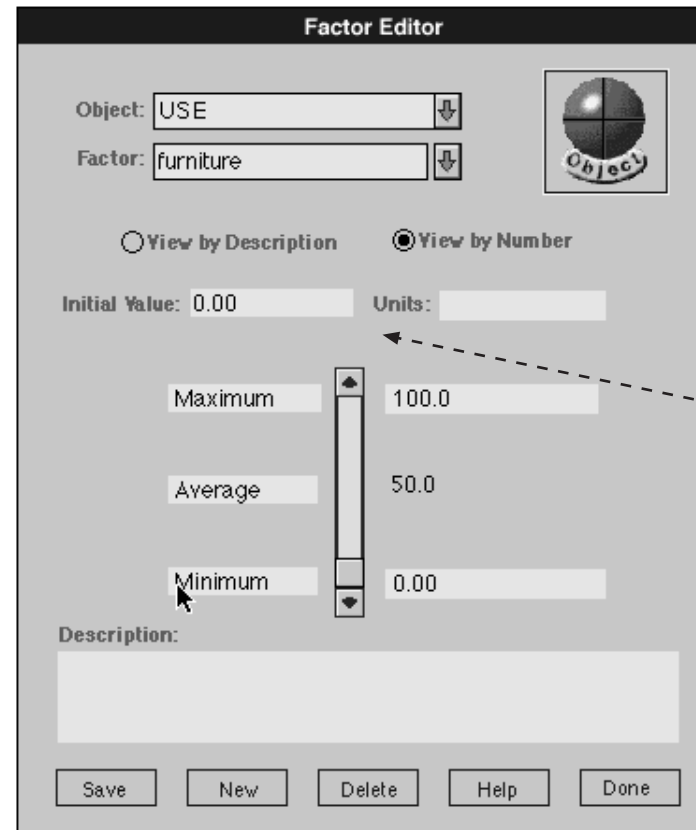 Factor Editor
Object: USE
Factor: furniture
Object
View by Description View by Number
Initial Value: 0.00 Units:
Maximum 100.0
Average 50.0
Minimum 0.00
Description:
Save New Delete Help Done